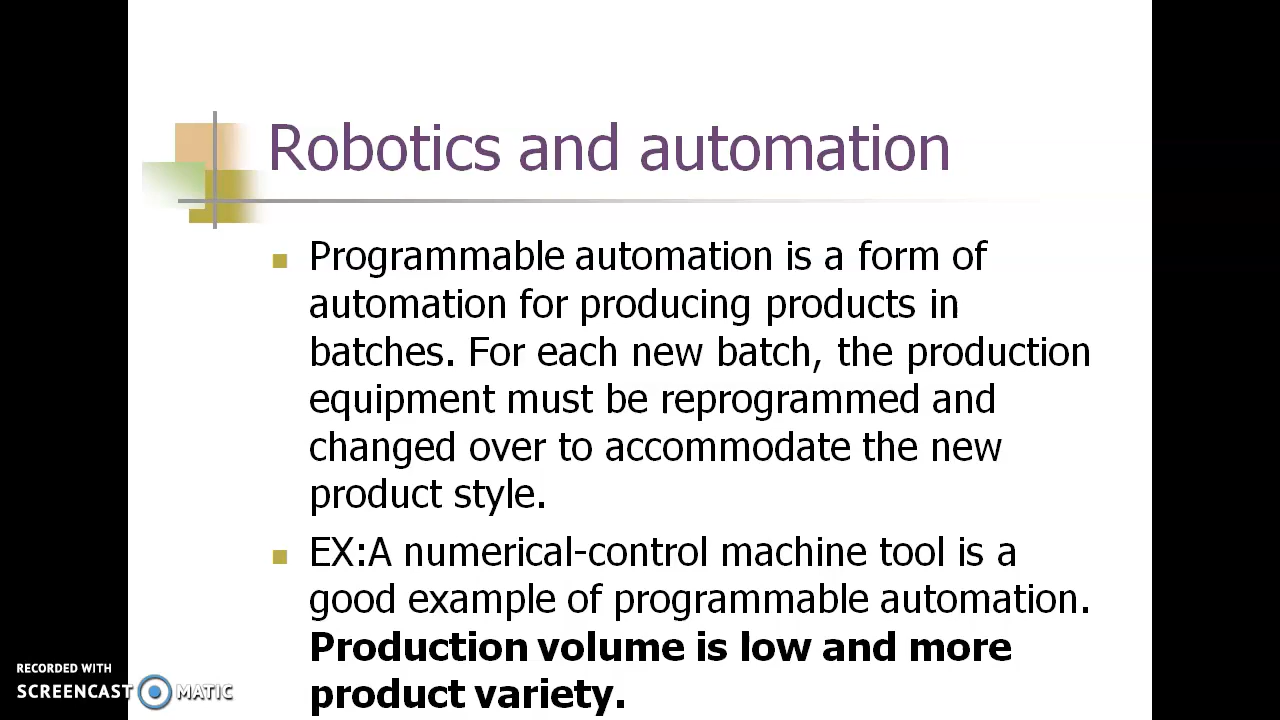 Robotics and automation
Programmable automation is a form of
automation for producing products in
batches. For each new batch, the production
equipment must be reprogrammed and
changed over to accommodate the new
product style.
EX:A numerical-control machine tool is a
good example of programmable automation.
Production volume is low and more
product variety.
RECORDED WITH
SCREENCAST MATIC